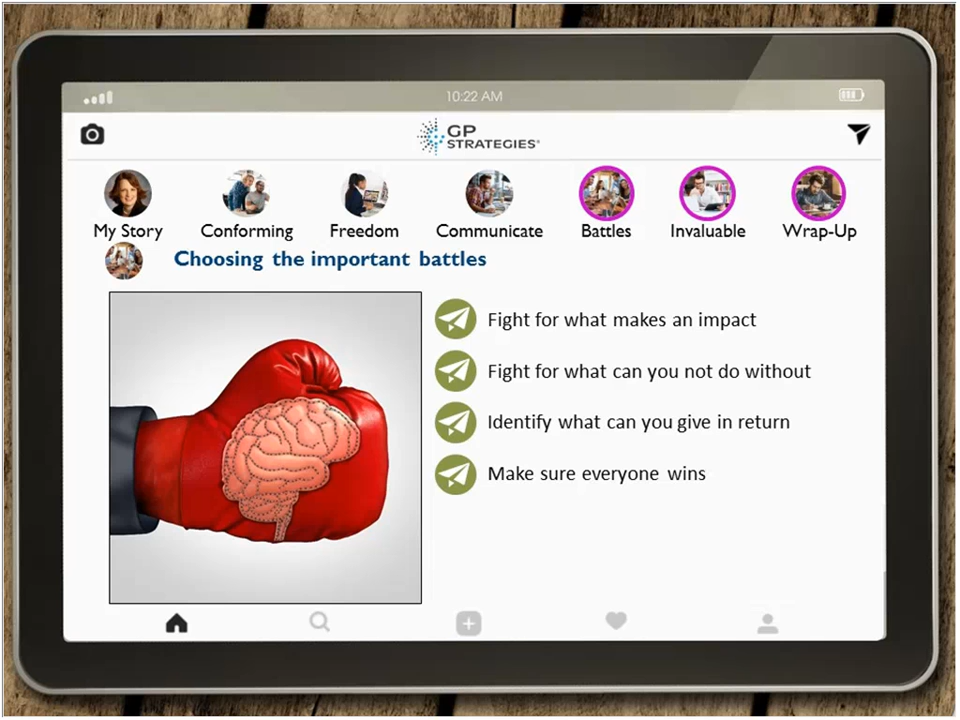 10:22 AM
GP
STRATEGIES®
My Story
Conforming
Freedom
Communicate
Battles
Invaluable
Wrap-Up
Choosing the important battles
Fight for what makes an impact
Fight for what can you not do without
Identify what can you give in return
Make sure everyone wins